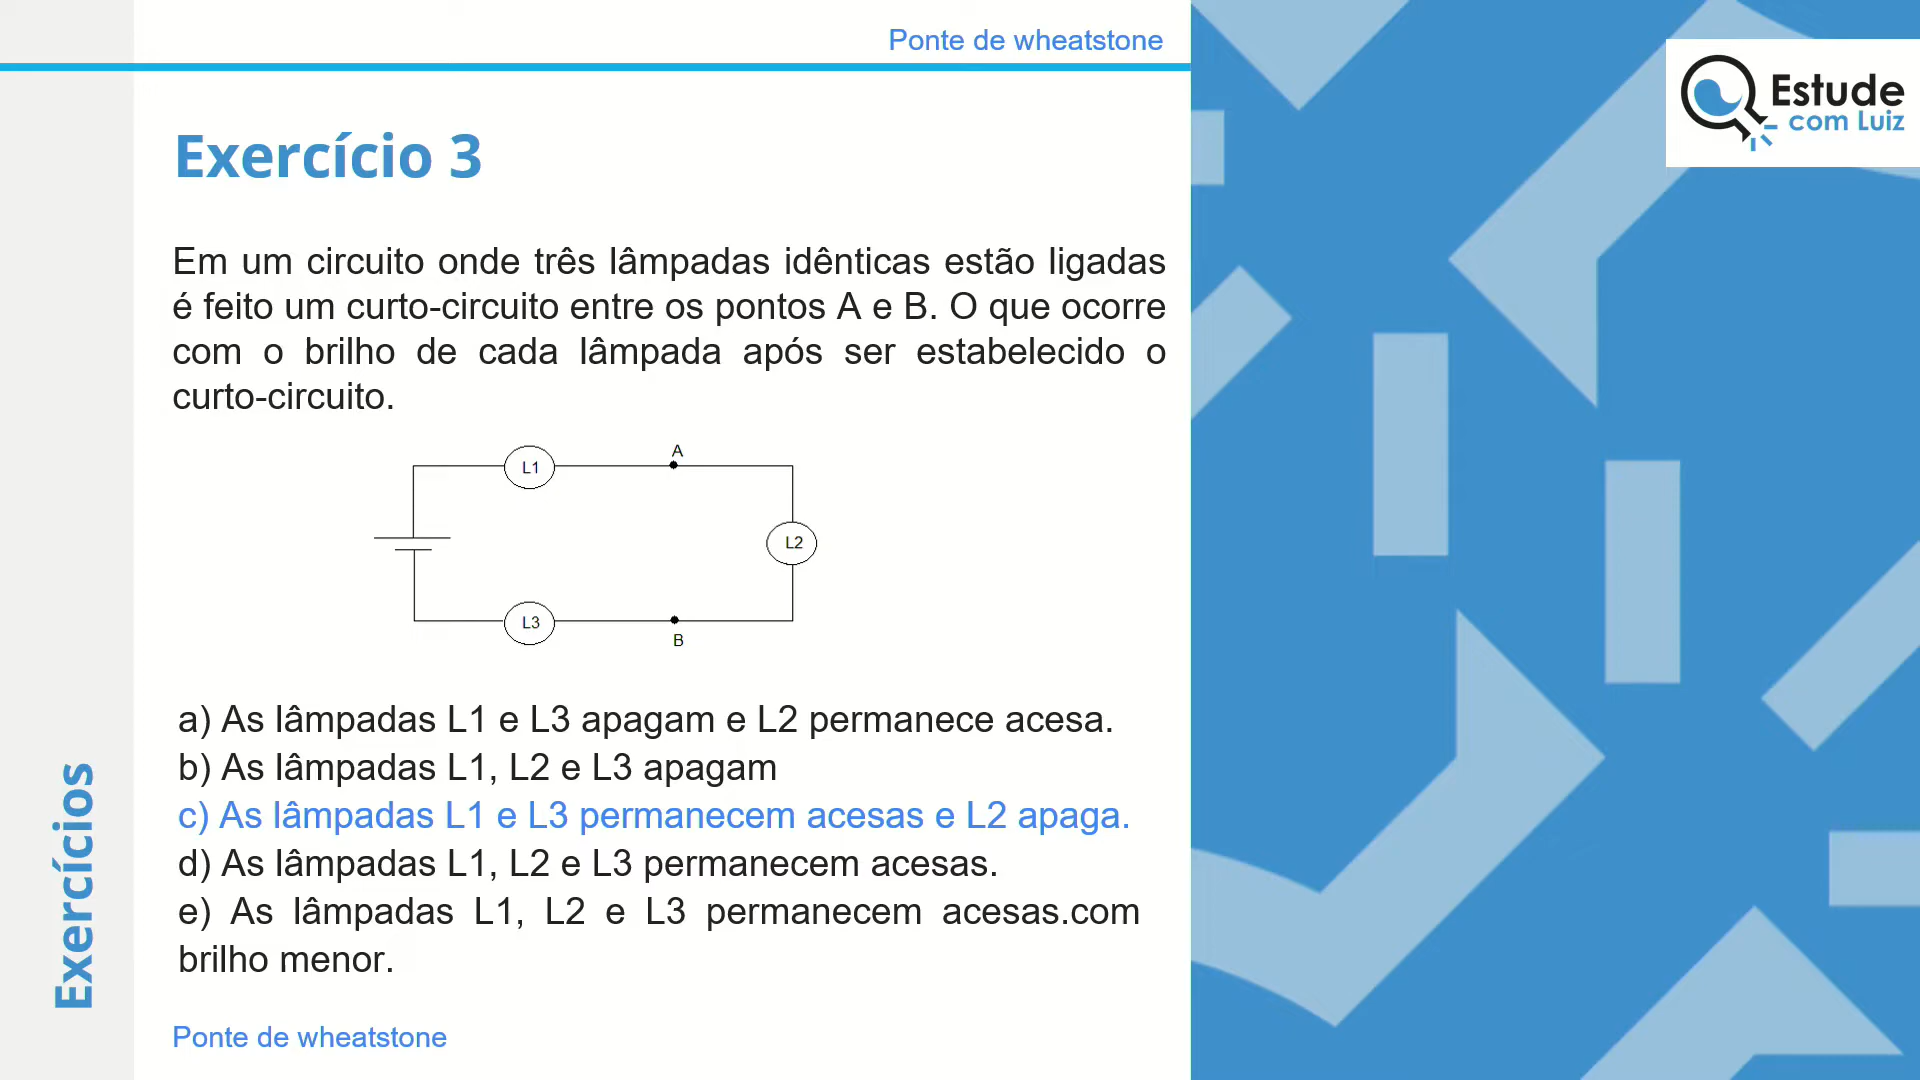 Ponte de wheatstone
Estude
com Luiz
Exercício 3
Em um circuito onde três lâmpadas idênticas estão ligadas
é feito um curto-circuito entre os pontos A e B. O que ocorre
com o brilho de cada lâmpada após ser estabelecido o
curto-circuito.
A
L1
L2
L3
B
a) As lâmpadas L1 e L3 apagam e L2 permanece acesa.
b) As lâmpadas L1, L2 e L3 apagam
c) As lâmpadas L1 e L3 permanecem acesas e L2 apaga.
d) As lâmpadas L1, L2 e L3 permanecem acesas.
e) As lâmpadas L1, L2 e L3 permanecem acesas.com
brilho menor.
Exercícios
Ponte de wheatstone